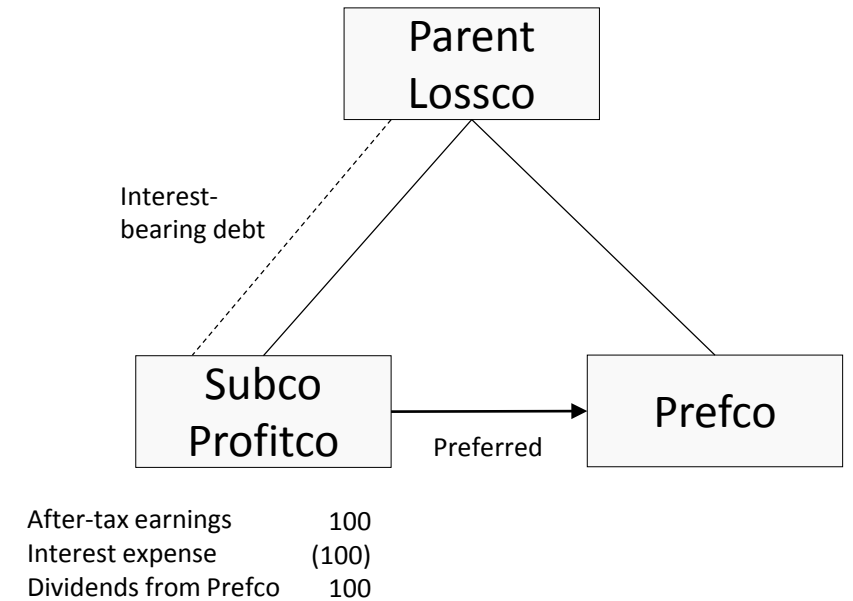 Parent
Lossco
Interest-
bearing debt
Subco
Profitco
Preferred
Prefco
After-tax earnings 100
Interest expense (100)
Dividends from Prefco 100